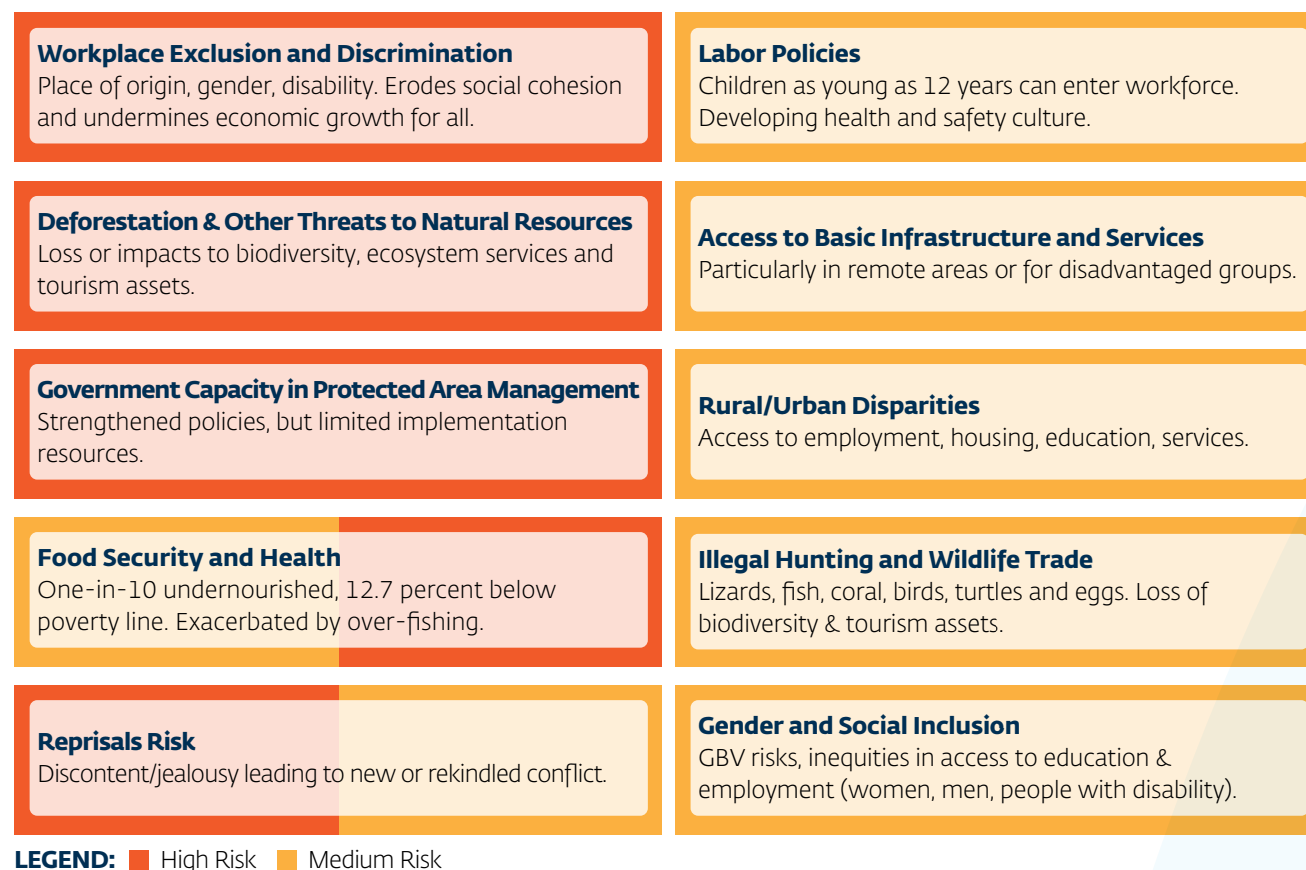 Workplace Exclusion and Discrimination
Place of origin, gender, disability. Erodes social cohesion
and undermines economic growth for all.
Labor Policies
Children as young as 12 years can enter workforce.
Developing health and safety culture.
Deforestation & Other Threats to Natural Resources
Loss or impacts to biodiversity, ecosystem services and
tourism assets.
Access to Basic Infrastructure and Services
Particularly in remote areas or for disadvantaged groups.
Government Capacity in Protected Area Management
Strengthened policies, but limited implementation
resources.
Rural/Urban Disparities
Access to employment, housing, education, services.
Food Security and Health
One-in-10 undernourished, 12.7 percent below
poverty line. Exacerbated by over-fishing.
Illegal Hunting and Wildlife Trade
Lizards, fish, coral, birds, turtles and eggs. Loss of
biodiversity & tourism assets.
Reprisals Risk
Discontent/jealousy leading to new or rekindled conflict.
Gender and Social Inclusion
GBV risks, inequities in access to education &
employment (women, men, people with disability).
LEGEND: High Risk Medium Risk